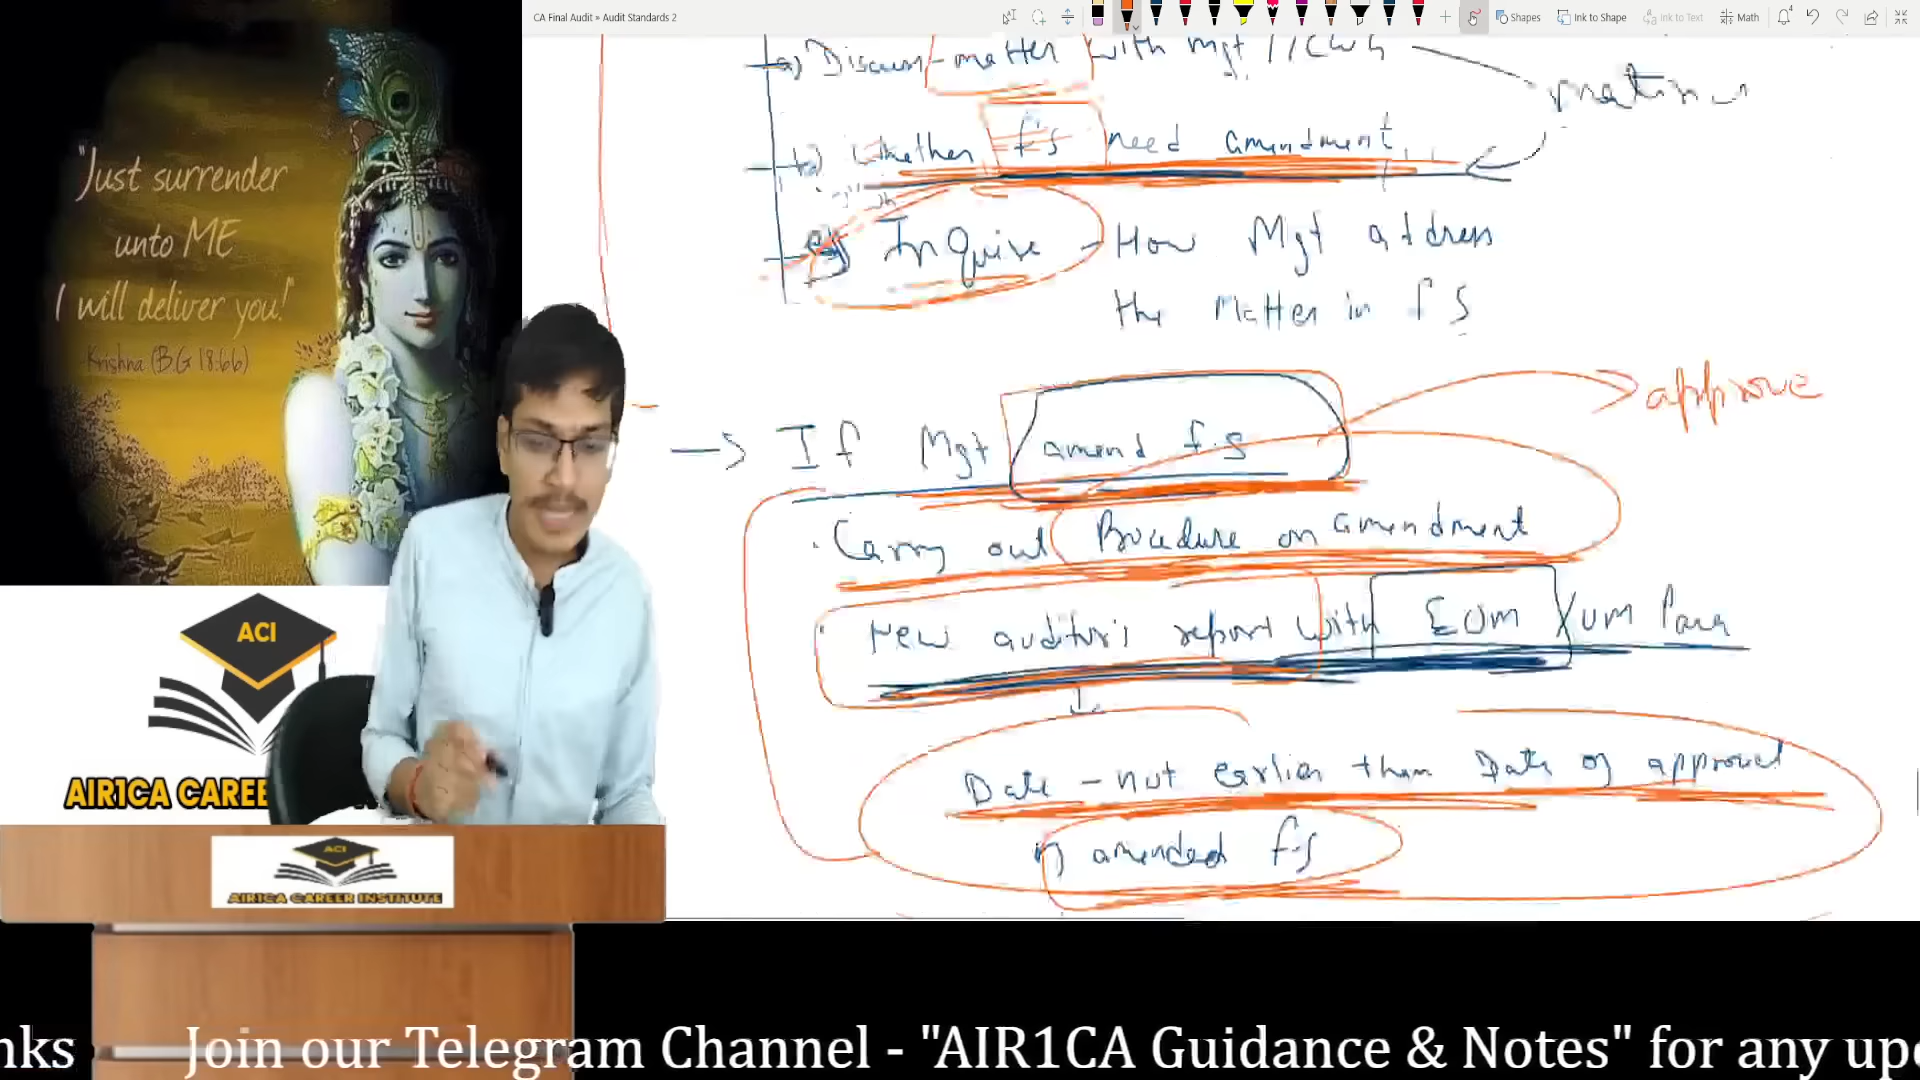 CA Final Audit » Audit Standards 2
Shapes
Ink to Shape
Ink to Text
Math
"Just surrender
unto ME
I will deliver you!"
Krishna (B.G 18:66)
a) Discuss matter with Mgt / TCWG
b) Whether f.s need amendment
Inquire - How Mgt address
the Matter in f S
approve
→ If Mgt amend f.s
. Carry out Procedure on amendment
. New auditor's report with EOM / OM Para
Date - not earlier than Date of approval
of amended f.s
ACI
AIR1CA CAREE
ACI
AIR1CA CAREER INSTITUTE
nks Join our Telegram Channel - "AIR1CA Guidance & Notes" for any up